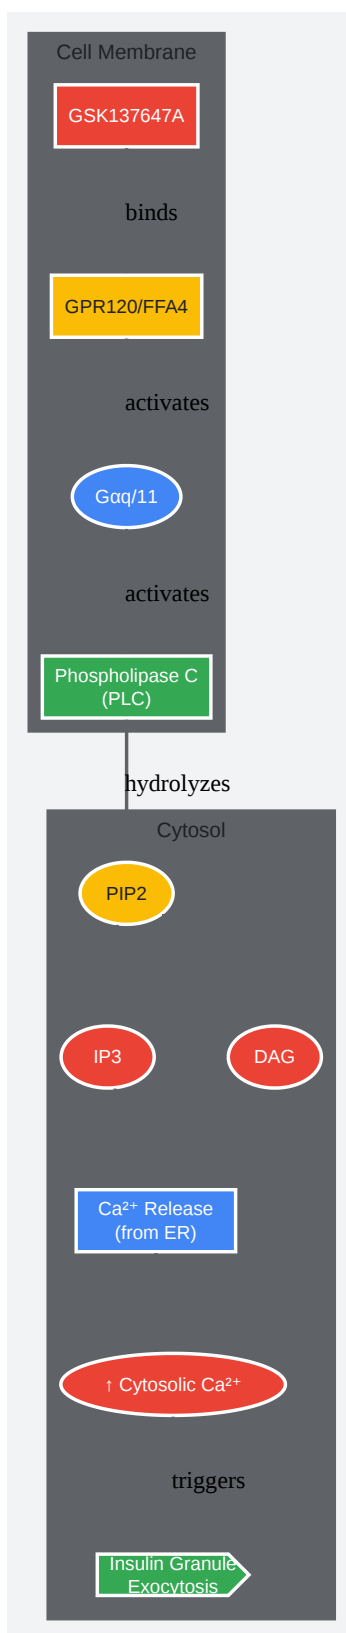 Cell Membrane
GSK137647A
binds
GPR120/FFA4
activates
Gαq/11
activates
Phospholipase C
(PLC)
hydrolyzes
Cytosol
PIP2
IP3
DAG
Ca²⁺ Release
(from ER)
↑ Cytosolic Ca²⁺
triggers
Insulin Granule
Exocytosis